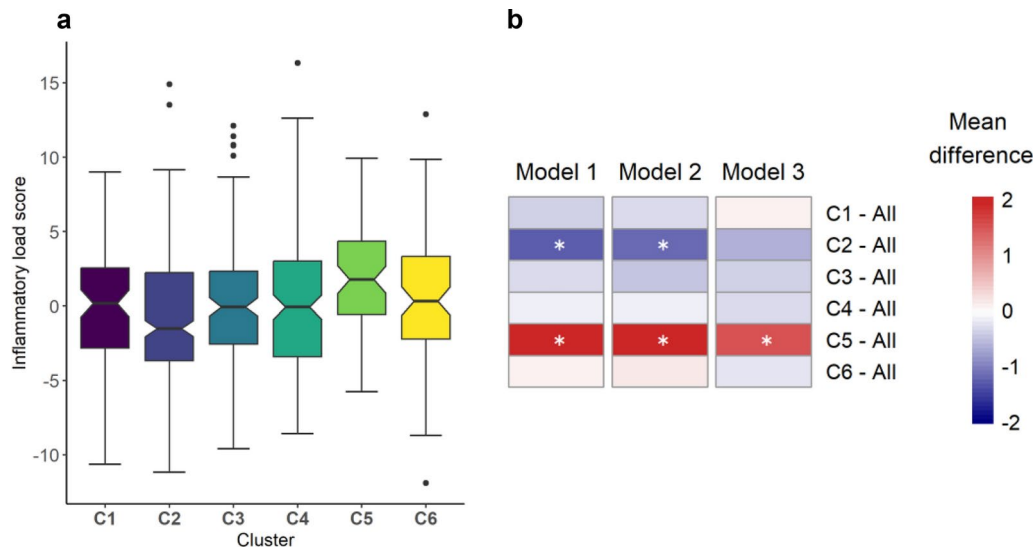 a
Inflammatory load score
15
10
5
0
-5
-10
C1 C2 C3 C4 C5 C6
Cluster
b
Model 1 Model 2 Model 3
C1 - All
* * C2 - All
C3 - All
C4 - All
* * * C5 - All
C6 - All
Mean
difference
2
1
0
-1
-2